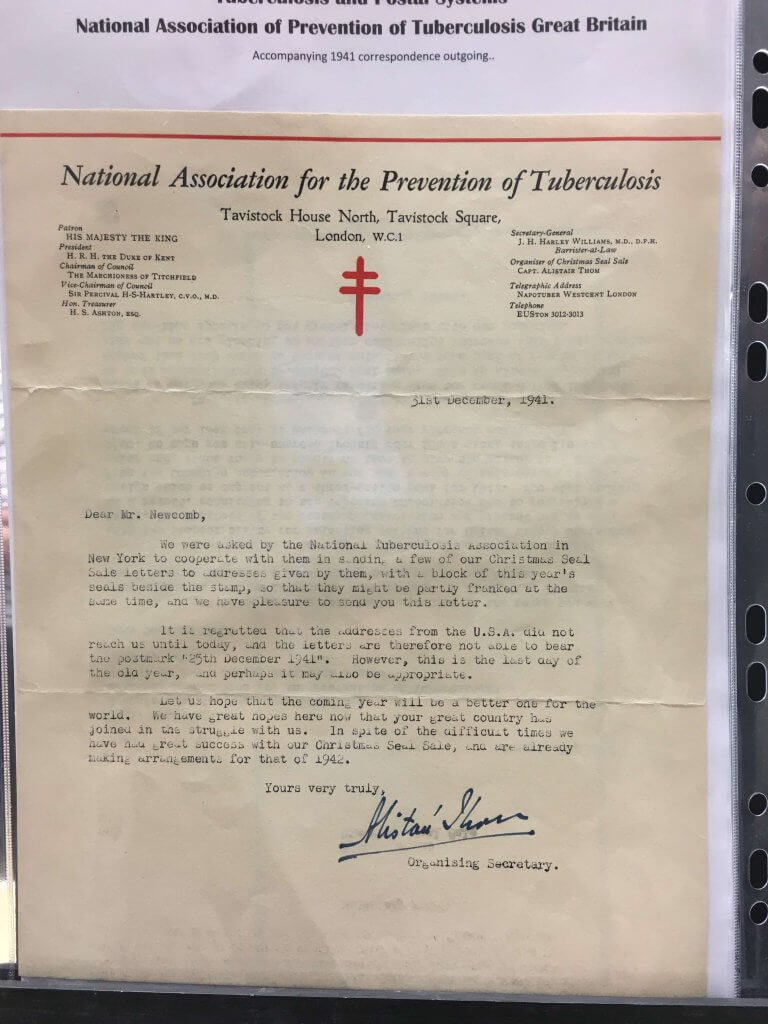 Tuberculosis and Postal Systems
National Association of Prevention of Tuberculosis Great Britain
Accompanying 1941 correspondence outgoing..
National Association for the Prevention of Tuberculosis
Tavistock House North, Tavistock Square,
London, W.C.1
Patron
HIS MAJESTY THE KING
President
H. R. H. THE DUKE OF KENT
Chairman of Council
THE MARCHIONESS OF TITCHFIELD
Vice-Chairman of Council
SIR PERCIVAL H-S-HARTLEY, C.V.O., M.D.
Hon. Treasurer
H. S. ASHTON, ESQ.
Secretary-General
J. H. HARLEY WILLIAMS, M.D., D.P.H.
Barrister-at-Law
Organiser of Christmas Seal Sale
CAPT. ALISTAIR THOM
Telegraphic Address
NAPOTUBER WESTCENT LONDON
Telephone
EUSTON 3012-3013
31st December, 1941.
Dear Mr. Newcomb,
We were asked by the National Tuberculosis Association in
New York to cooperate with them in sending a few of our Christmas Seal
Sale letters to addresses given by them, with a block of this year's
seals beside the stamp, so that they might be partly franked at the
same time, and we have pleasure to send you this letter.
It is regretted that the addresses from the U.S.A. did not
reach us until today, and the letters are therefore not able to bear
the postmark "25th December 1941". However, this is the last day of
the old year, and perhaps it may also be appropriate.
Let us hope that the coming year will be a better one for the
world. We have great hopes here now that your great country has
joined in the struggle with us. In spite of the difficult times we
have had great success with our Christmas Seal Sale, and are already
making arrangements for that of 1942.
Yours very truly,
Alistair Thom
Organising Secretary.